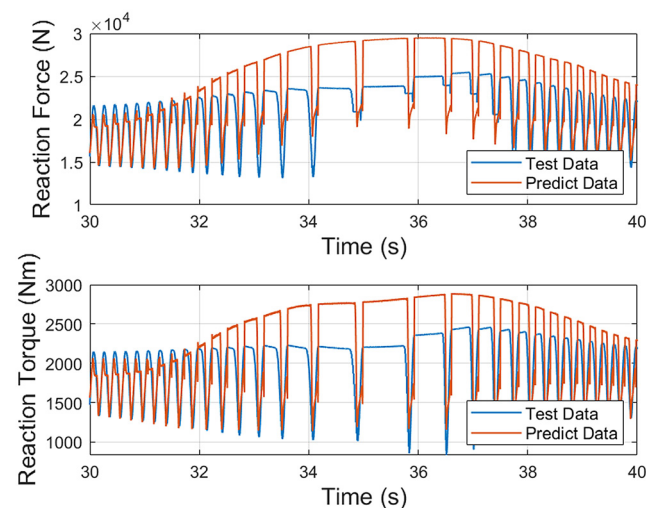 ×10⁴
3
2.5
2
1.5
1
Reaction Force (N)
Test Data
Predict Data
30 32 34 36 38 40
Time (s)
3000
2500
2000
1500
1000
Reaction Torque (Nm)
Test Data
Predict Data
30 32 34 36 38 40
Time (s)